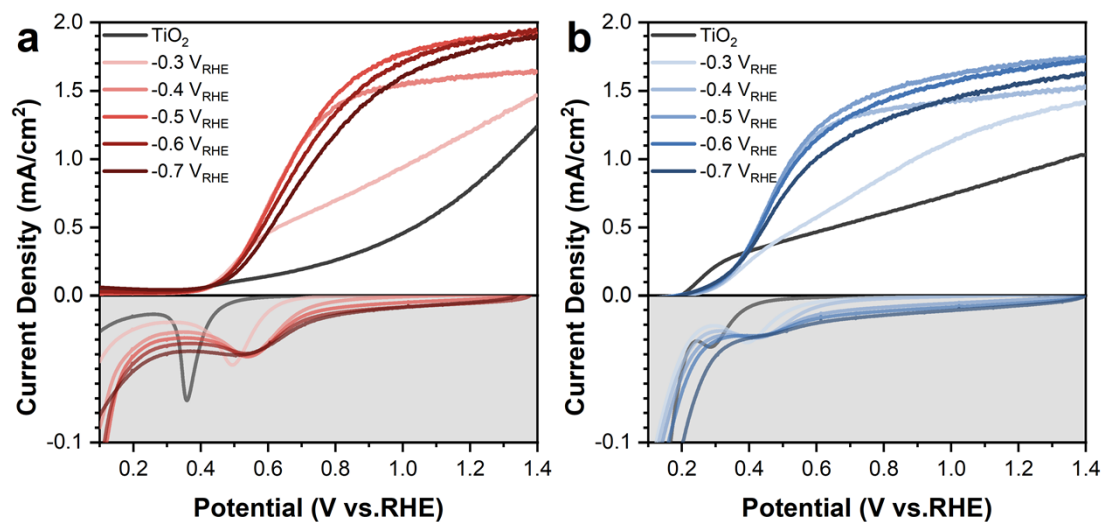 a
TiO2
-0.3 VRHE
-0.4 VRHE
-0.5 VRHE
-0.6 VRHE
-0.7 VRHE
2.0
1.5
1.0
0.5
0.0
-0.1
Current Density (mA/cm2)
0.2 0.4 0.6 0.8 1.0 1.2 1.4
Potential (V vs.RHE)
b
TiO2
-0.3 VRHE
-0.4 VRHE
-0.5 VRHE
-0.6 VRHE
-0.7 VRHE
2.0
1.5
1.0
0.5
0.0
-0.1
Current Density (mA/cm2)
0.2 0.4 0.6 0.8 1.0 1.2 1.4
Potential (V vs.RHE)